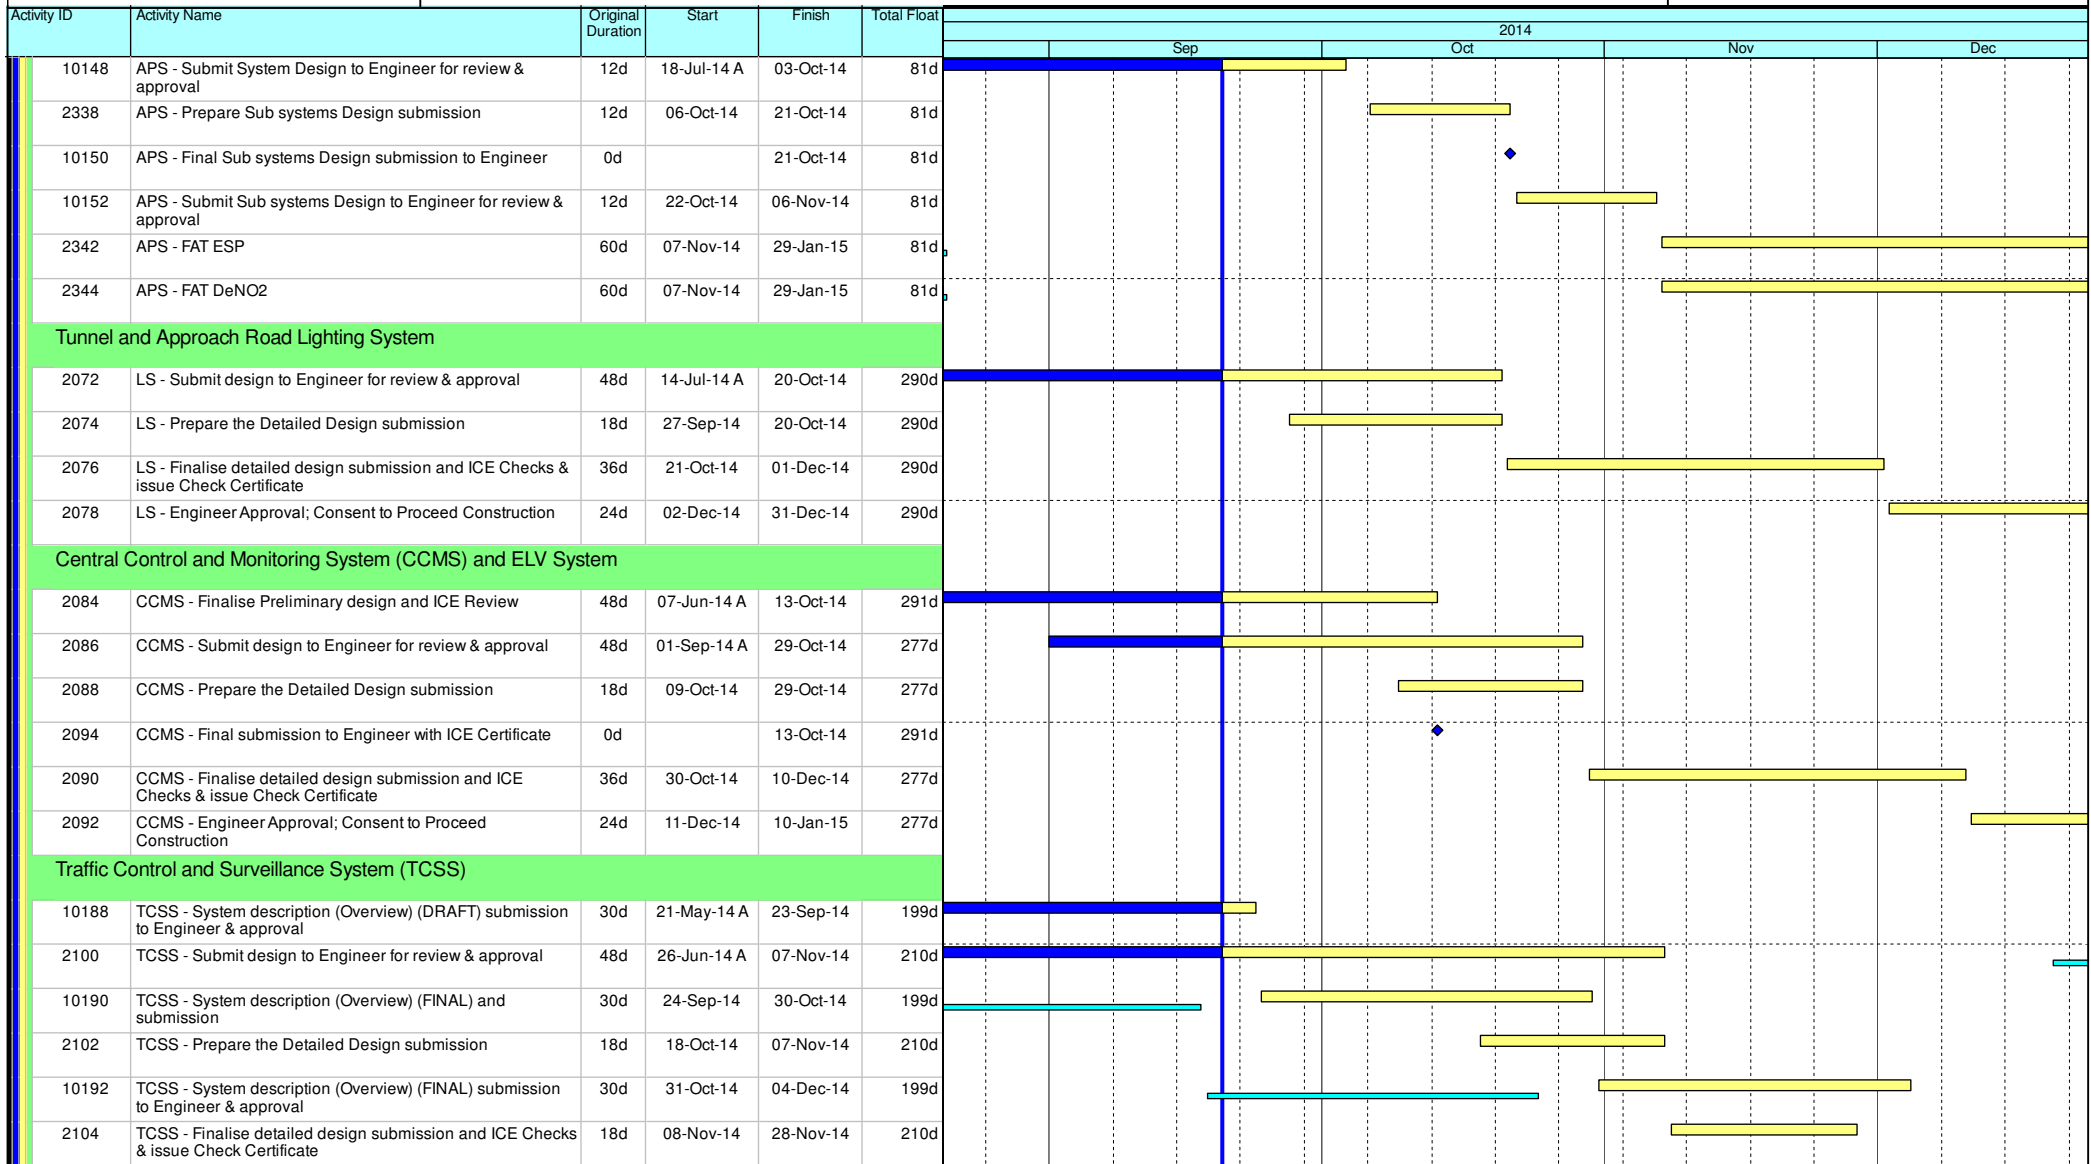 Activity ID Activity Name Original Duration Start Finish Total Float
2014
Sep Oct Nov Dec
10148 APS - Submit System Design to Engineer for review & 12d 18-Jul-14 A 03-Oct-14 81d
approval
2338 APS - Prepare Sub systems Design submission 12d 06-Oct-14 21-Oct-14 81d
10150 APS - Final Sub systems Design submission to Engineer 0d 21-Oct-14 81d
10152 APS - Submit Sub systems Design to Engineer for review & 12d 22-Oct-14 06-Nov-14 81d
approval
2342 APS - FAT ESP 60d 07-Nov-14 29-Jan-15 81d
2344 APS - FAT DeNO2 60d 07-Nov-14 29-Jan-15 81d
Tunnel and Approach Road Lighting System
2072 LS - Submit design to Engineer for review & approval 48d 14-Jul-14 A 20-Oct-14 290d
2074 LS - Prepare the Detailed Design submission 18d 27-Sep-14 20-Oct-14 290d
2076 LS - Finalise detailed design submission and ICE Checks & 36d 21-Oct-14 01-Dec-14 290d
issue Check Certificate
2078 LS - Engineer Approval; Consent to Proceed Construction 24d 02-Dec-14 31-Dec-14 290d
Central Control and Monitoring System (CCMS) and ELV System
2084 CCMS - Finalise Preliminary design and ICE Review 48d 07-Jun-14 A 13-Oct-14 291d
2086 CCMS - Submit design to Engineer for review & approval 48d 01-Sep-14 A 29-Oct-14 277d
2088 CCMS - Prepare the Detailed Design submission 18d 09-Oct-14 29-Oct-14 277d
2094 CCMS - Final submission to Engineer with ICE Certificate 0d 13-Oct-14 291d
2090 CCMS - Finalise detailed design submission and ICE 36d 30-Oct-14 10-Dec-14 277d
Checks & issue Check Certificate
2092 CCMS - Engineer Approval; Consent to Proceed 24d 11-Dec-14 10-Jan-15 277d
Construction
Traffic Control and Surveillance System (TCSS)
10188 TCSS - System description (Overview) (DRAFT) submission 30d 21-May-14 A 23-Sep-14 199d
to Engineer & approval
2100 TCSS - Submit design to Engineer for review & approval 48d 26-Jun-14 A 07-Nov-14 210d
10190 TCSS - System description (Overview) (FINAL) and 30d 24-Sep-14 30-Oct-14 199d
submission
2102 TCSS - Prepare the Detailed Design submission 18d 18-Oct-14 07-Nov-14 210d
10192 TCSS - System description (Overview) (FINAL) submission 30d 31-Oct-14 04-Dec-14 199d
to Engineer & approval
2104 TCSS - Finalise detailed design submission and ICE Checks 18d 08-Nov-14 28-Nov-14 210d
& issue Check Certificate